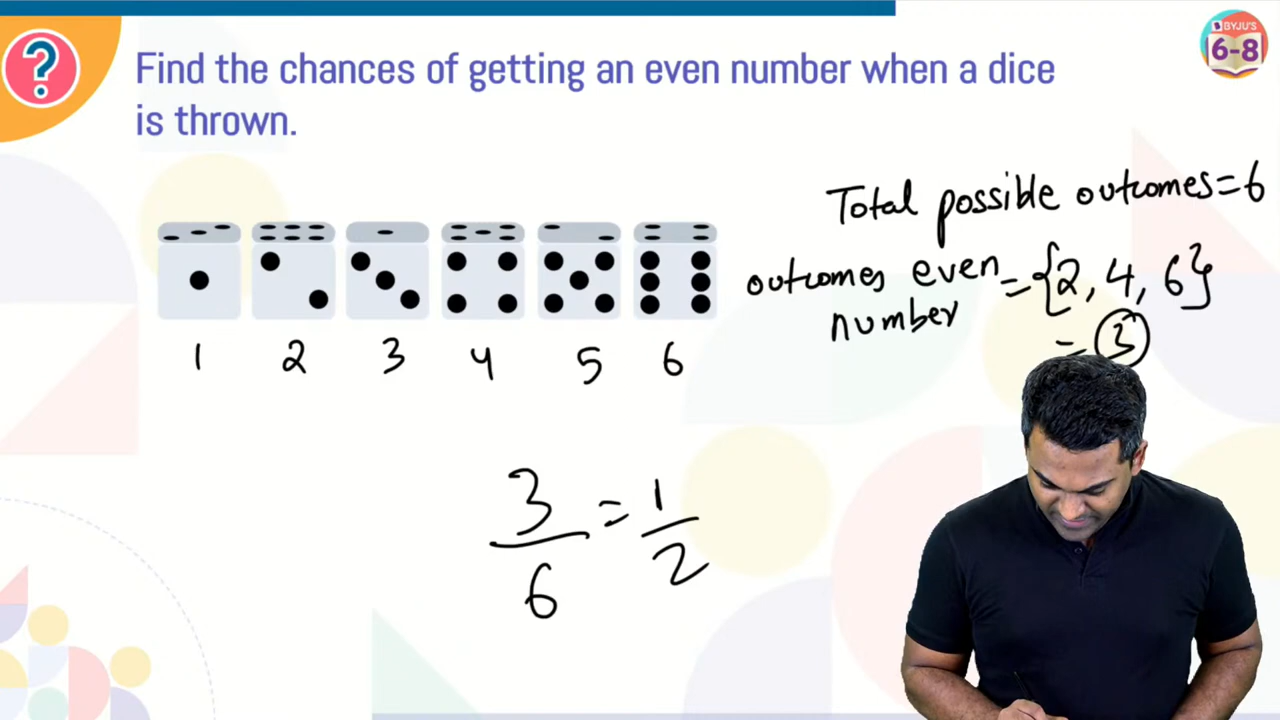 ?
Find the chances of getting an even number when a dice
is thrown.
BYJU'S
6-8
Total possible outcomes=6
outcomes even
number
={2, 4, 6}
= 3
1 2 3 4 5 6
3/6 = 1/2